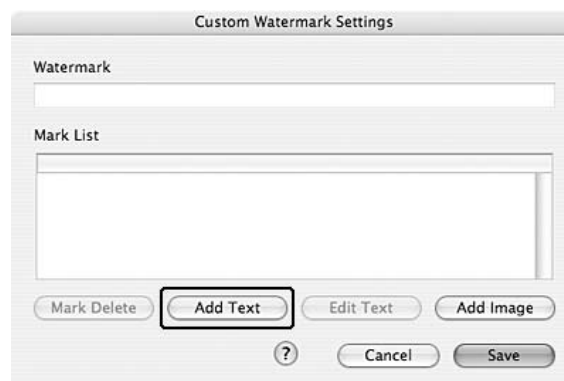 Custom Watermark Settings
Watermark
Mark List
Mark Delete Add Text Edit Text Add Image
? Cancel Save